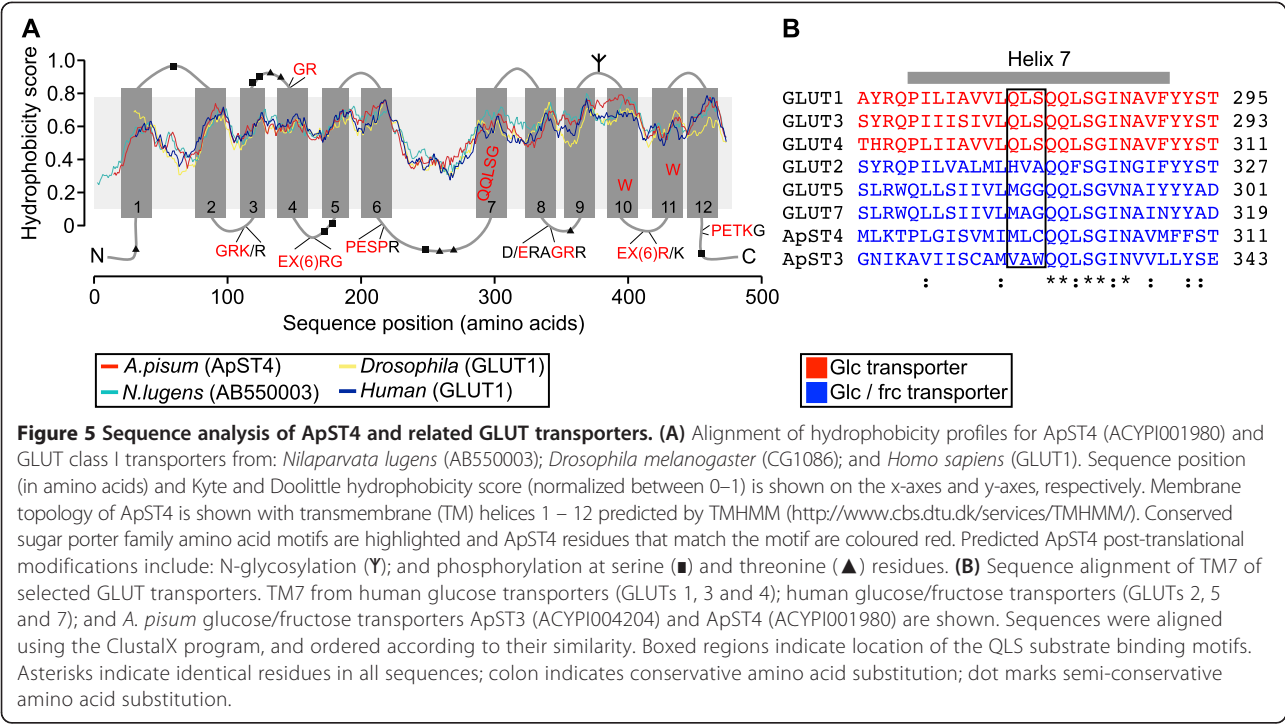 A
Hydrophobicity score
1.0
0.8
0.6
0.4
0.2
0
GR
QQLSG
W
W
1 2 3 4 5 6 7 8 9 10 11 12
N
GRK/R
EX(6)RG
PESPR
D/ERAGRR
EX(6)R/K
PETKG
C
0 100 200 300 400 500
Sequence position (amino acids)
A.pisum (ApST4)
Drosophila (GLUT1)
N.lugens (AB550003)
Human (GLUT1)
B
Helix 7
GLUT1 AYRQPILIAVVLQLSQQLSGINAVFYYST 295
GLUT3 SYRQPIIISIVLQLSQQLSGINAVFYYST 293
GLUT4 THRQPLIIAVVLQLSQQLSGINAVFYYST 311
GLUT2 SYRQPILVALMLHVAQQFSGINGIFYYST 327
GLUT5 SLRWQLLSIIVLMGGQQLSGVNAIYYYAD 301
GLUT7 SLRWQLLSIIVLMAGQQLSGINAINYYAD 319
ApST4 MLKTPLGISVMIMLCQQLSGINAVMFFST 311
ApST3 GNIKAVIISCAMVAWQQLSGINVVLLYSE 343
: : **:**:* : ::
Glc transporter
Glc / frc transporter
Figure 5 Sequence analysis of ApST4 and related GLUT transporters. (A) Alignment of hydrophobicity profiles for ApST4 (ACYPI001980) and
GLUT class I transporters from: Nilaparvata lugens (AB550003); Drosophila melanogaster (CG1086); and Homo sapiens (GLUT1). Sequence position
(in amino acids) and Kyte and Doolittle hydrophobicity score (normalized between 0–1) is shown on the x-axes and y-axes, respectively. Membrane
topology of ApST4 is shown with transmembrane (TM) helices 1 – 12 predicted by TMHMM (http://www.cbs.dtu.dk/services/TMHMM/). Conserved
sugar porter family amino acid motifs are highlighted and ApST4 residues that match the motif are coloured red. Predicted ApST4 post-translational
modifications include: N-glycosylation (Ɏ); and phosphorylation at serine (■) and threonine (▲) residues. (B) Sequence alignment of TM7 of
selected GLUT transporters. TM7 from human glucose transporters (GLUTs 1, 3 and 4); human glucose/fructose transporters (GLUTs 2, 5
and 7); and A. pisum glucose/fructose transporters ApST3 (ACYPI004204) and ApST4 (ACYPI001980) are shown. Sequences were aligned
using the ClustalX program, and ordered according to their similarity. Boxed regions indicate location of the QLS substrate binding motifs.
Asterisks indicate identical residues in all sequences; colon indicates conservative amino acid substitution; dot marks semi-conservative
amino acid substitution.